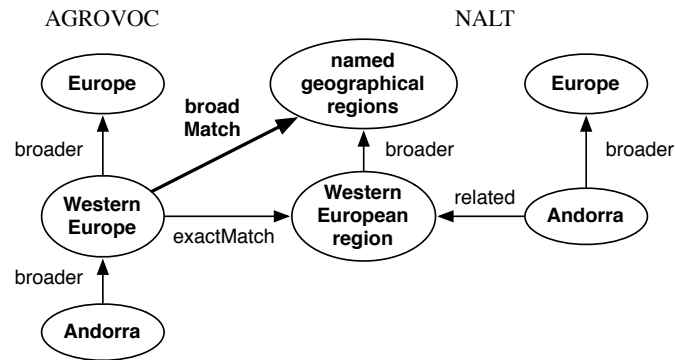 AGROVOC
NALT
Europe
named
geographical
regions
Europe
broad
Match
broader
broader
broader
Western
Europe
exactMatch
Western
European
region
related
Andorra
broader
Andorra